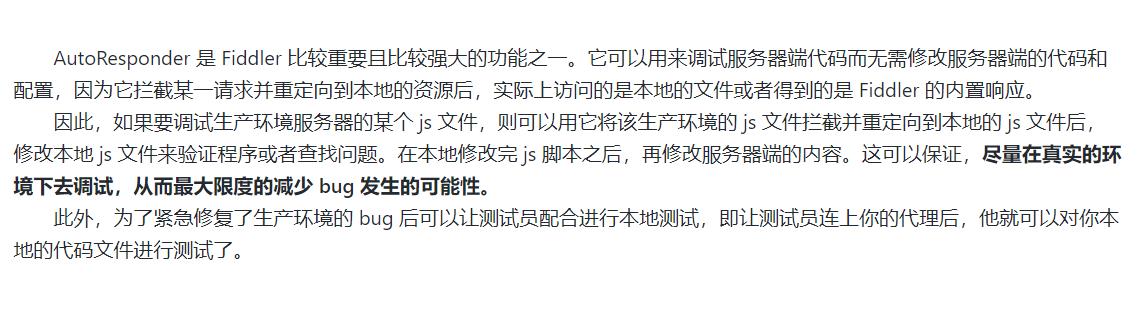 AutoResponder 是 Fiddler 比较重要且比较强大的功能之一。它可以用来调试服务器端代码而无需修改服务器端的代码和
配置，因为它拦截某一请求并重定向到本地的资源后，实际上访问的是本地的文件或者得到的是 Fiddler 的内置响应。
因此，如果要调试生产环境服务器的某个 js 文件，则可以用它将该生产环境的 js 文件拦截并重定向到本地的 js 文件后，
修改本地 js 文件来验证程序或者查找问题。在本地修改完 js 脚本之后，再修改服务器端的内容。这可以保证，尽量在真实的环
境下去调试，从而最大限度的减少 bug 发生的可能性。
此外，为了紧急修复了生产环境的 bug 后可以让测试员配合进行本地测试，即让测试员连上你的代理后，他就可以对你本
地的代码文件进行测试了。